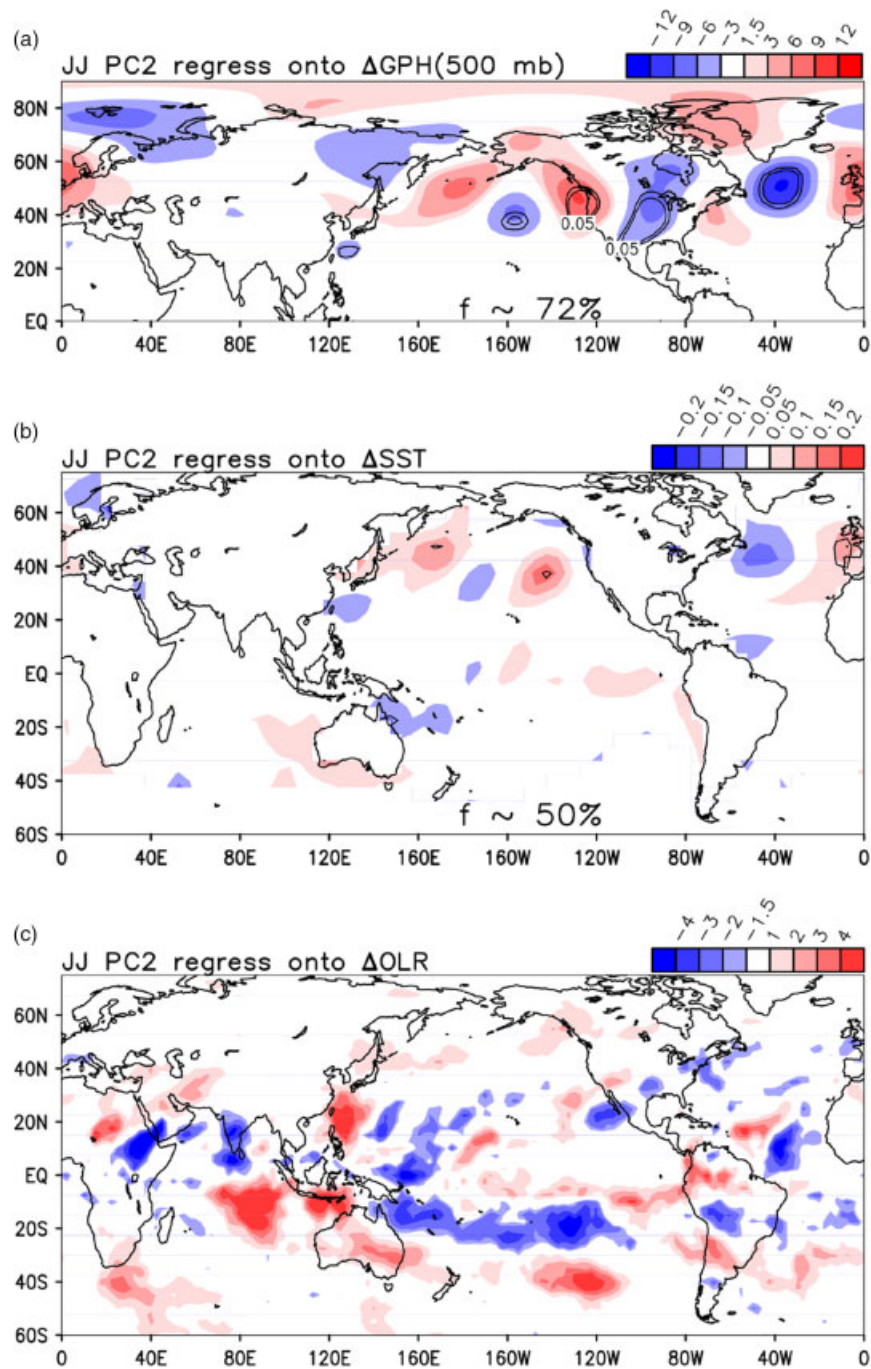 (a)
JJ PC2 regress onto ΔGPH(500 mb)
-12 -9 -6 -3 1.5 3 6 9 12
80N
60N
40N
20N
EQ
0.05
0.05
f ~ 72%
0 40E 80E 120E 160E 160W 120W 80W 40W 0
(b)
JJ PC2 regress onto ΔSST
-0.2 -0.15 -0.1 -0.05 0.05 0.1 0.15 0.2
60N
40N
20N
EQ
20S
40S
60S
f ~ 50%
0 40E 80E 120E 160E 160W 120W 80W 40W 0
(c)
JJ PC2 regress onto ΔOLR
-4 -3 -2 -1.5 1 2 3 4
60N
40N
20N
EQ
20S
40S
60S
0 40E 80E 120E 160E 160W 120W 80W 40W 0